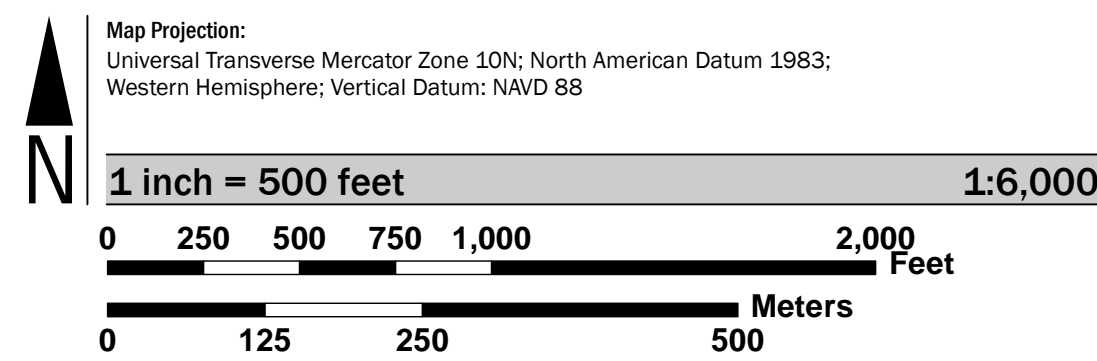 Map Projection:
Universal Transverse Mercator Zone 10N; North American Datum 1983;
Western Hemisphere; Vertical Datum: NAVD 88
N
1 inch = 500 feet 1:6,000
0 250 500 750 1,000 2,000
Feet
Meters
0 125 250 500